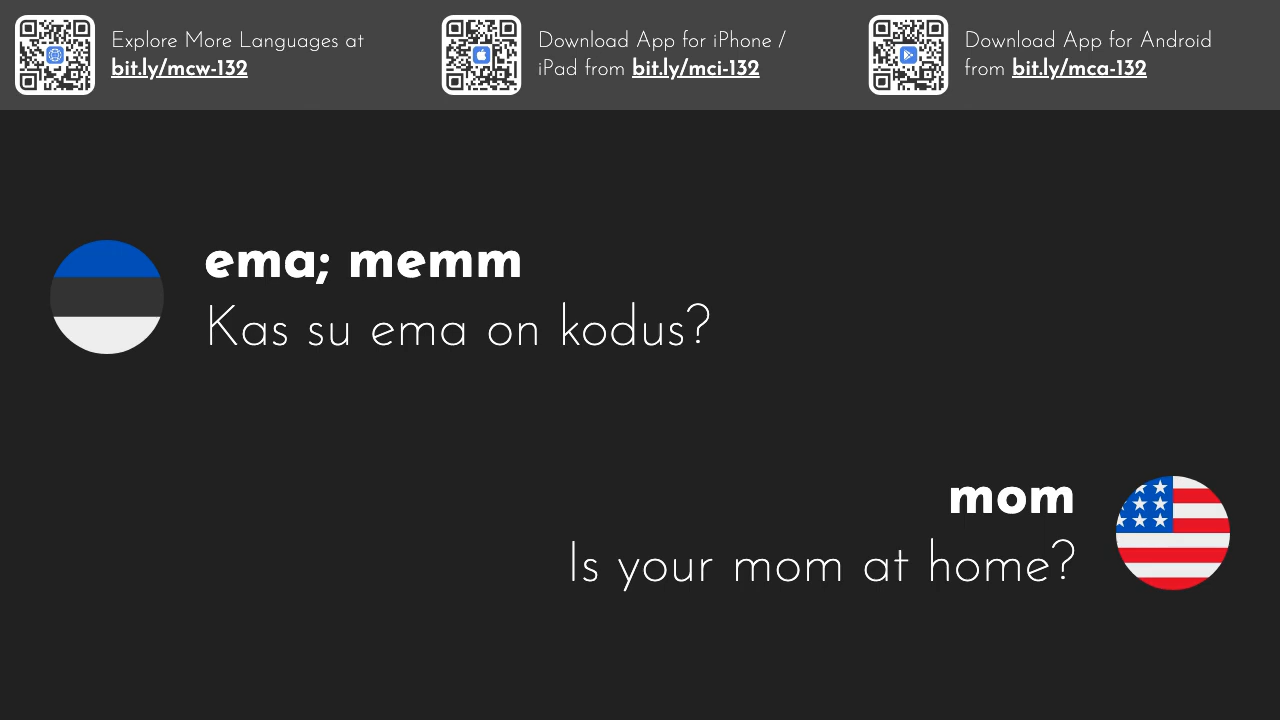 Explore More Languages at
bit.ly/mcw-132
Download App for iPhone /
iPad from bit.ly/mci-132
Download App for Android
from bit.ly/mca-132
ema; memm
Kas su ema on kodus?
mom
Is your mom at home?